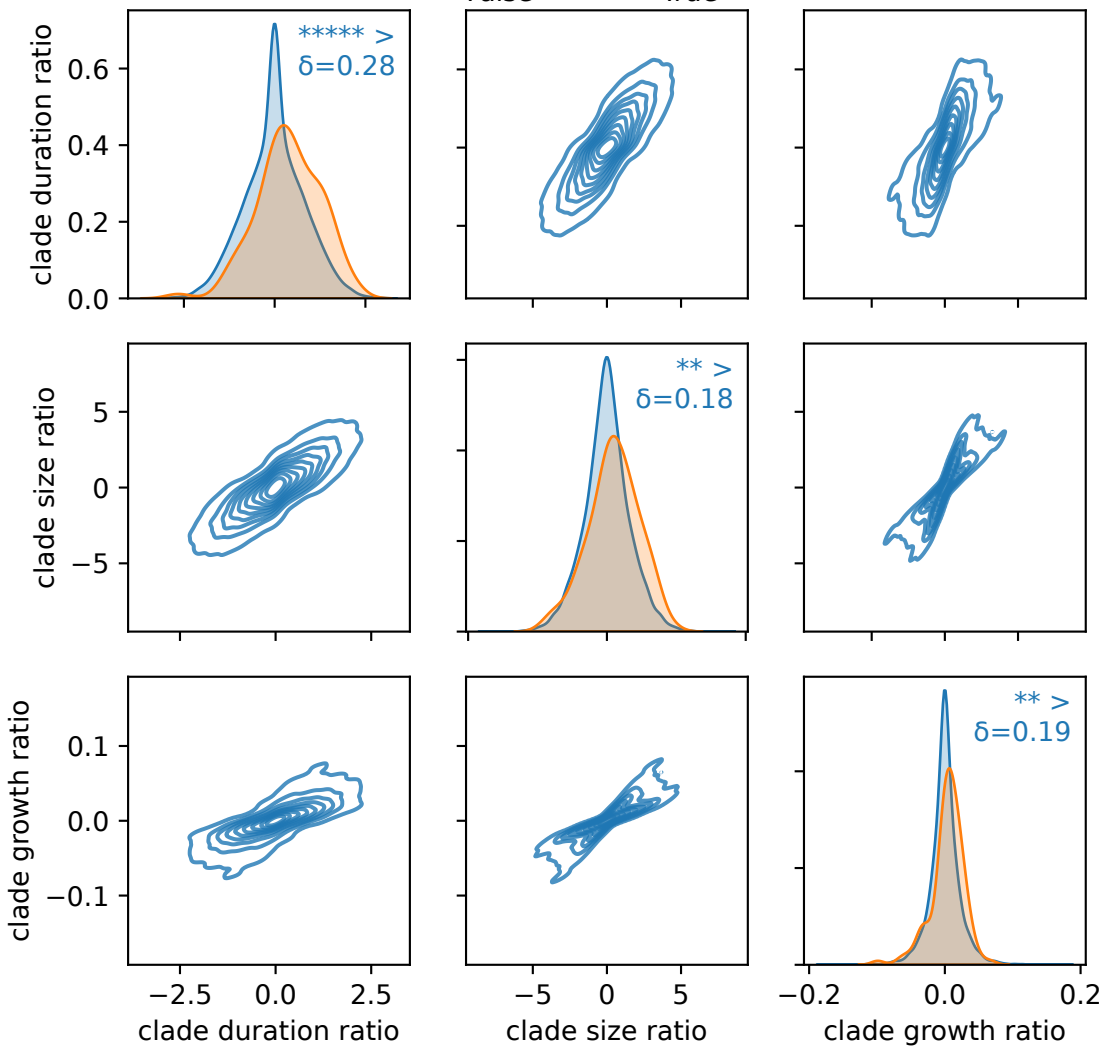 ***** >
δ=0.28
clade duration ratio
0.6
0.4
0.2
0.0
** >
δ=0.18
clade size ratio
5
0
−5
** >
δ=0.19
clade growth ratio
0.1
0.0
−0.1
−2.5 0.0 2.5
−5 0 5
−0.2 0.0 0.2
clade duration ratio
clade size ratio
clade growth ratio